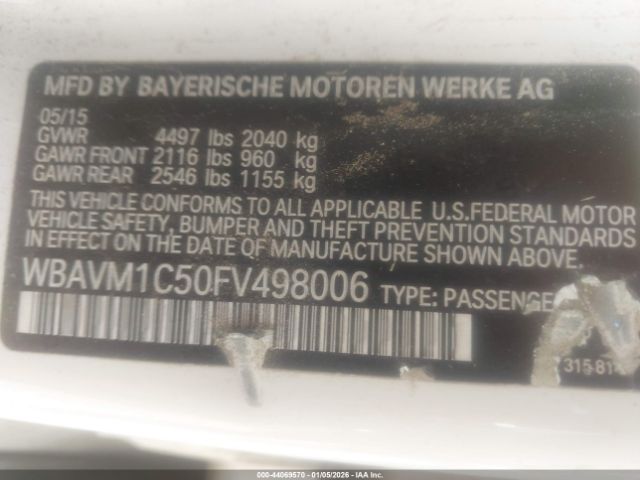 MFD BY BAYERISCHE MOTOREN WERKE AG
05/15
GVWR 4497 lbs 2040 kg
GAWR FRONT 2116 lbs 960 kg
GAWR REAR 2546 lbs 1155 kg
THIS VEHICLE CONFORMS TO ALL APPLICABLE U.S.FEDERAL MOTOR
VEHICLE SAFETY, BUMPER AND THEFT PREVENTION STANDARDS
IN EFFECT ON THE DATE OF MANUFACTURE SHOWN ABOVE.
WBAVM1C50FV498006 TYPE: PASSENGE
315 81
000-44069570 - 01/05/2026 - IAA Inc.